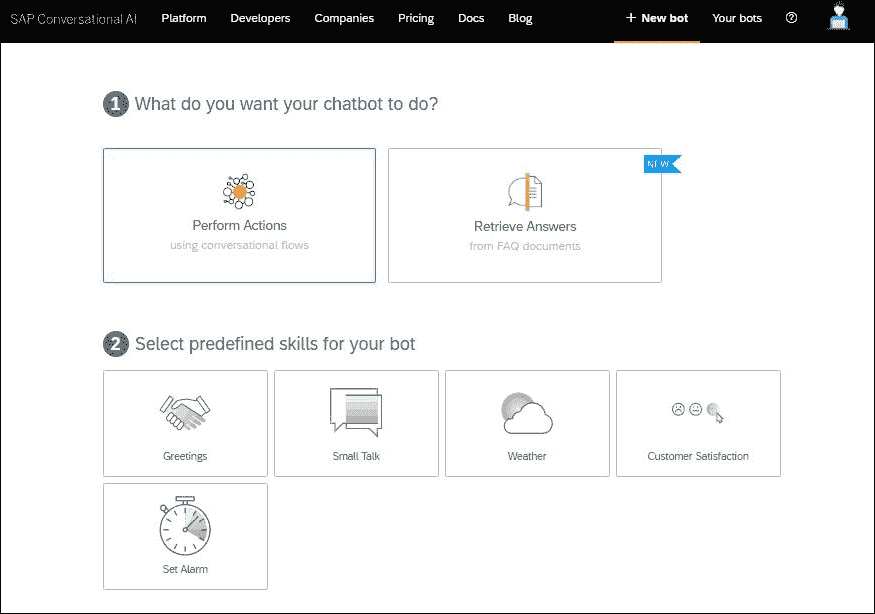 SAP Conversational AI Platform Developers Companies Pricing Docs Blog + New bot Your bots ?
1 What do you want your chatbot to do?
NEW
Perform Actions
using conversational flows
Retrieve Answers
from FAQ documents
2 Select predefined skills for your bot
Greetings
Small Talk
Weather
Customer Satisfaction
Set Alarm